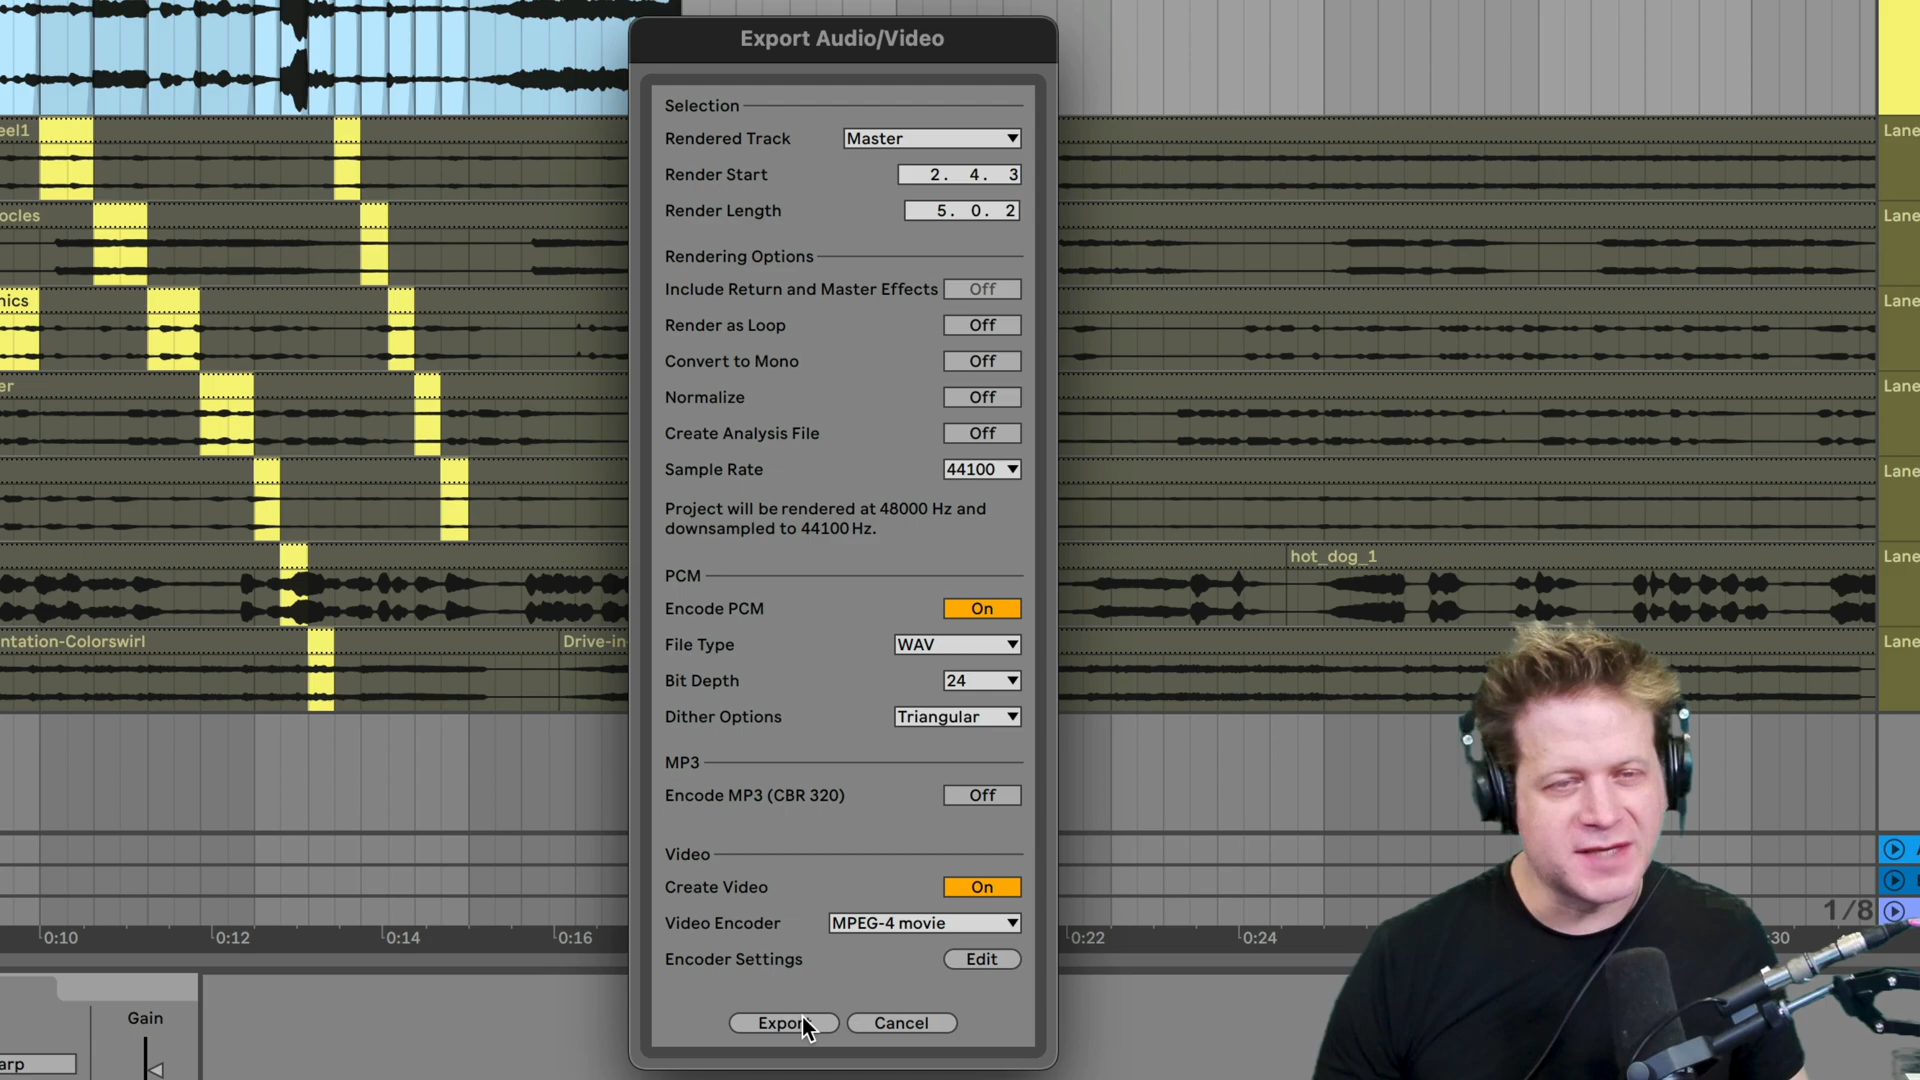 Export Audio/Video
Selection
Rendered Track Master
Render Start 2. 4. 3
Render Length 5. 0. 2
Rendering Options
Include Return and Master Effects Off
Render as Loop Off
Convert to Mono Off
Normalize Off
Create Analysis File Off
Sample Rate 44100
Project will be rendered at 48000 Hz and
downsampled to 44100 Hz.
PCM
Encode PCM On
File Type WAV
Bit Depth 24
Dither Options Triangular
MP3
Encode MP3 (CBR 320) Off
Video
Create Video On
Video Encoder MPEG-4 movie
Encoder Settings Edit
Export Cancel
eel1
ocles
nics
er
ntation-Colorswirl
Drive-in-
hot_dog_1
Lane
Lane
Lane
Lane
Lane
Lane
Lane
1/8
0:10
0:12
0:14
0:16
0:22
0:24
:30
Gain
arp